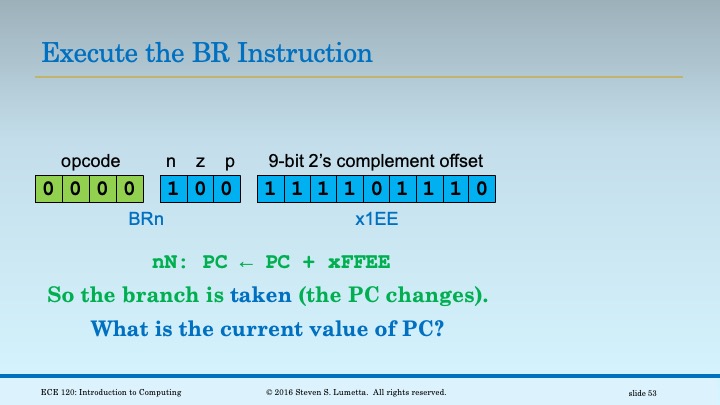 Execute the BR Instruction
opcode n z p 9-bit 2's complement offset
0 0 0 0 1 0 0 1 1 1 1 0 1 1 1 0
BRn x1EE
nN: PC ← PC + xFFEE
So the branch is taken (the PC changes).
What is the current value of PC?
ECE 120: Introduction to Computing © 2016 Steven S. Lumetta. All rights reserved. slide 53